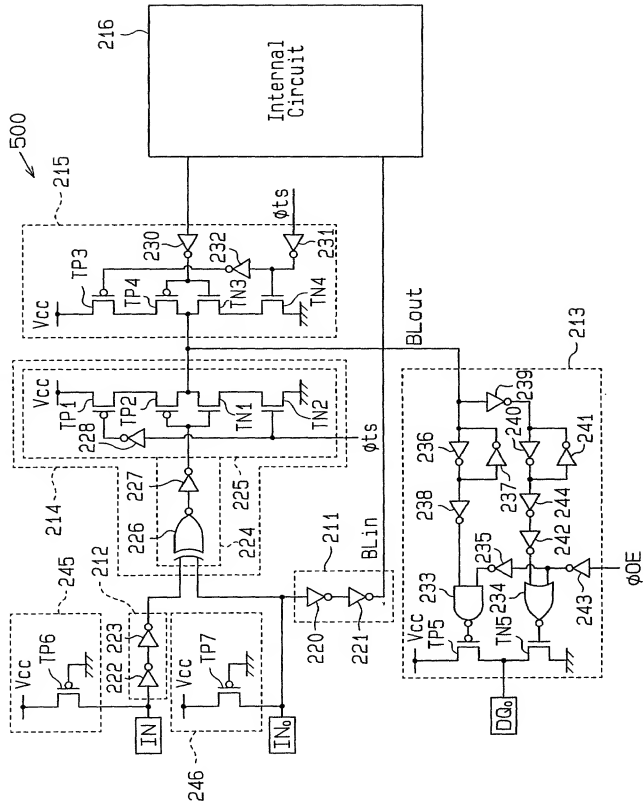 500
216
Internal
Circuit
215
Vcc
TP3
TP4
TN3
TN4
230
232
231
φts
214
Vcc
TP1
TP2
TN1
TN2
228
227
226
225
224
φts
BLout
245
Vcc
TP6
212
222
223
IN
246
Vcc
TP7
IN₀
211
220
221
BLin
213
239
236
237
240
241
238
244
242
235
233
234
243
φOE
Vcc
TP5
TN5
DQ₀